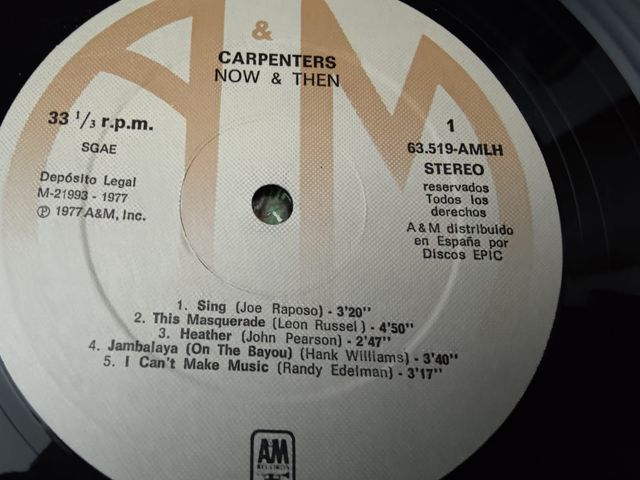 &
CARPENTERS
NOW & THEN
33 1/3 r.p.m.
SGAE
Depósito Legal
M-21993 - 1977
℗ 1977 A&M, Inc.
1
63.519-AMLH
STEREO
reservados
Todos los
derechos
A&M distribuido
en España por
Discos EPIC
1. Sing (Joe Raposo) - 3'20''
2. This Masquerade (Leon Russel ) - 4'50''
3. Heather (John Pearson) - 2'47''
4. Jambalaya (On The Bayou) (Hank Williams) - 3'40''
5. I Can't Make Music (Randy Edelman) - 3'17''
AM
RECORDS